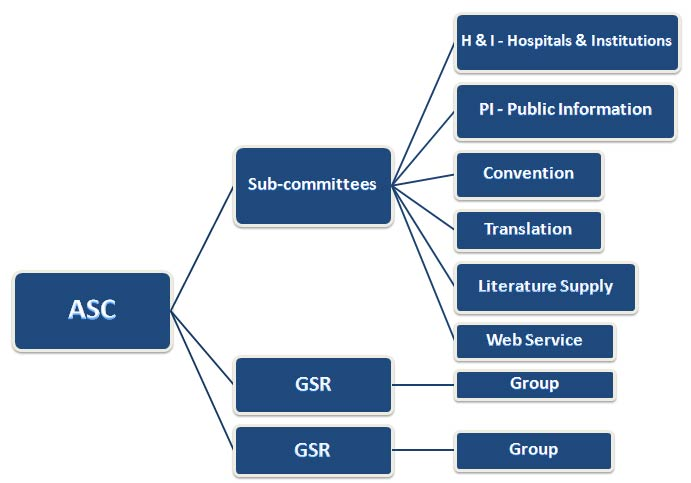 H & I - Hospitals & Institutions
PI - Public Information
Convention
Sub-committees
Translation
Literature Supply
ASC
Web Service
GSR
Group
GSR
Group